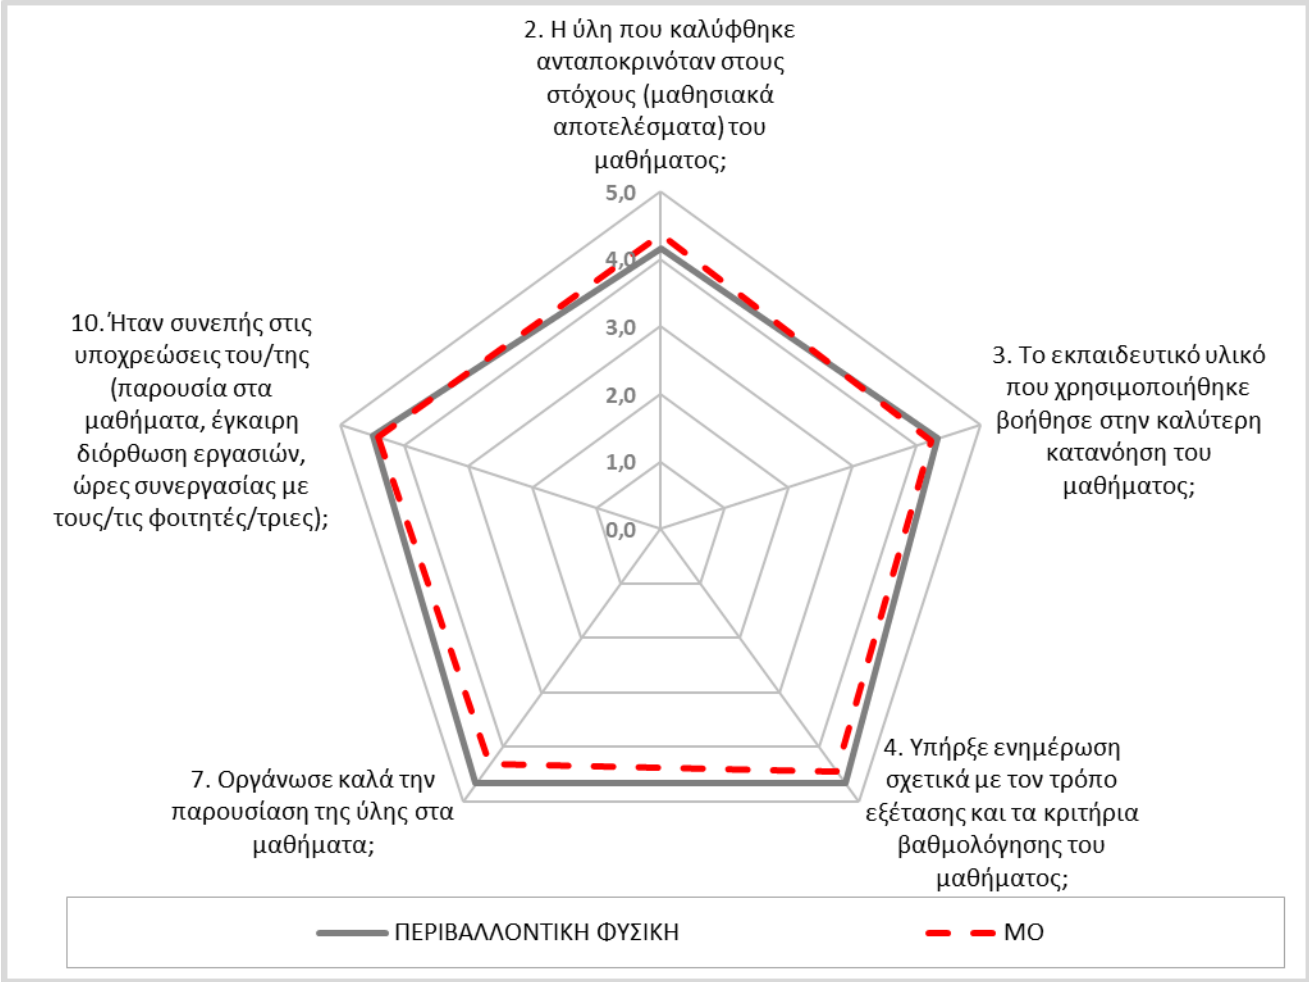 2. Η ύλη που καλύφθηκε
ανταποκρινόταν στους
στόχους (μαθησιακά
αποτελέσματα) του
μαθήματος;
5,0
4,0
3,0
2,0
1,0
0,0
10. Ήταν συνεπής στις
υποχρεώσεις του/της
(παρουσία στα
μαθήματα, έγκαιρη
διόρθωση εργασιών,
ώρες συνεργασίας με
τους/τις φοιτητές/τριες);
3. Το εκπαιδευτικό υλικό
που χρησιμοποιήθηκε
βοήθησε στην καλύτερη
κατανόηση του
μαθήματος;
7. Οργάνωσε καλά την
παρουσίαση της ύλης στα
μαθήματα;
4. Υπήρξε ενημέρωση
σχετικά με τον τρόπο
εξέτασης και τα κριτήρια
βαθμολόγησης του
μαθήματος;
ΠΕΡΙΒΑΛΛΟΝΤΙΚΗ ΦΥΣΙΚΗ
ΜΟ